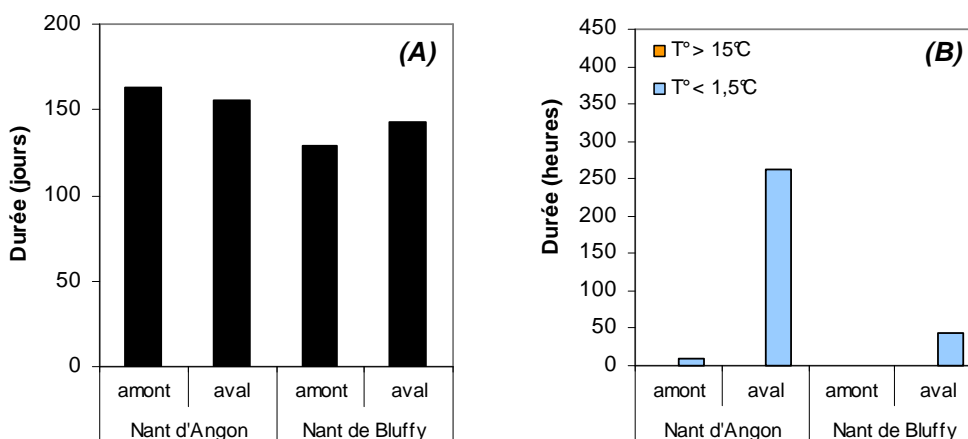 (A)
Durée (jours)
200
150
100
50
0
amont aval amont aval
Nant d'Angon Nant de Bluffy
(B)
T° > 15°C
T° < 1,5°C
Durée (heures)
450
400
350
300
250
200
150
100
50
0
amont aval amont aval
Nant d'Angon Nant de Bluffy